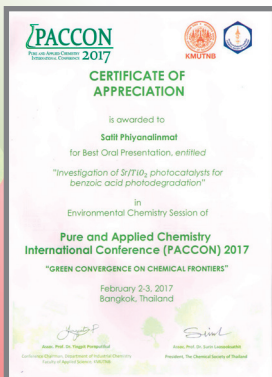 PACCON
PURE AND APPLIED CHEMISTRY
INTERNATIONAL CONFERENCE 2017
KMUTNB
CERTIFICATE OF
APPRECIATION
is awarded to
Satit Phiyanalinmat
for Best Oral Presentation, entitled
"Investigation of Sr/TiO2 photocatalysts for
benzoic acid photodegradation"
in
Environmental Chemistry Session of
Pure and Applied Chemistry
International Conference (PACCON) 2017
"GREEN CONVERGENCE ON CHEMICAL FRONTIERS"
February 2-3, 2017
Bangkok, Thailand
Conference Chairman, Department of Industrial Chemistry
Faculty of Applied Science, KMUTNB
President, The Chemical Society of Thailand